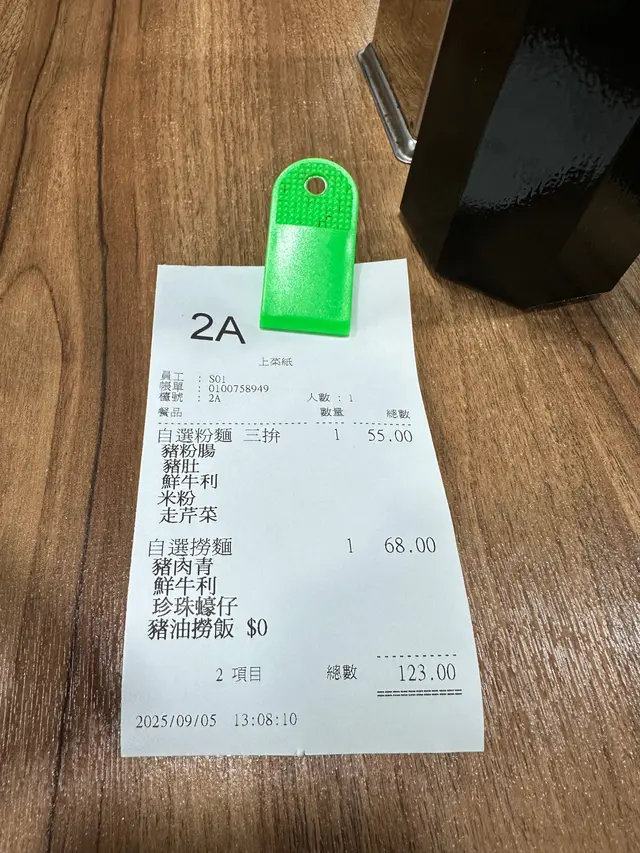 2A
上菜紙
員工 : S01
帳單 : 0100758949
檯號 : 2A 人數 : 1
餐品 數量 總數
自選粉麵 三拚 1 55.00
豬粉腸
豬肚
鮮牛利
米粉
走芹菜
自選撈麵 1 68.00
豬肉青
鮮牛利
珍珠蠔仔
豬油撈飯 $0
2 項目 總數 123.00
2025/09/05 13:08:10